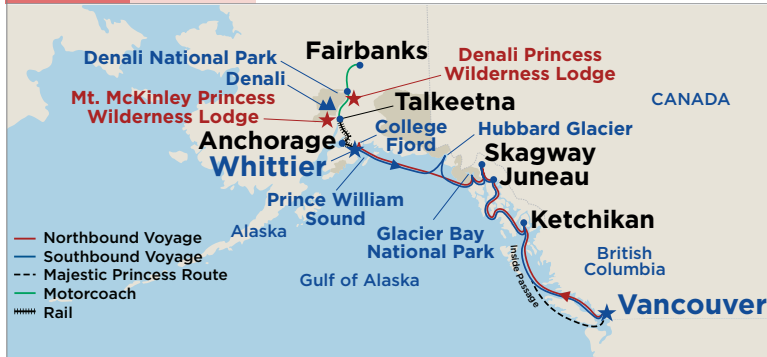 Fairbanks
Denali National Park
Denali
Denali Princess
Wilderness Lodge
Mt. McKinley Princess
Wilderness Lodge
Talkeetna
CANADA
College
Fjord
Hubbard Glacier
Anchorage
Whittier
Skagway
Juneau
Prince William
Sound
Glacier Bay
National Park
Ketchikan
Alaska
Gulf of Alaska
Inside Passage
British
Columbia
Vancouver
Northbound Voyage
Southbound Voyage
Majestic Princess Route
Motorcoach
Rail